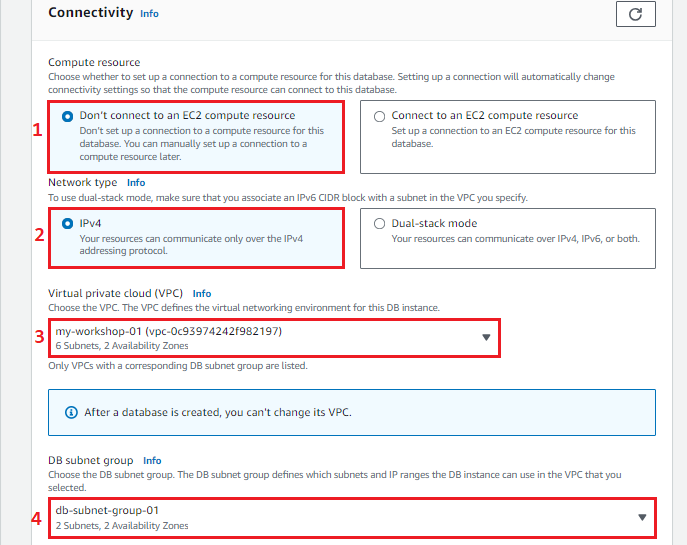 Connectivity Info
Compute resource
Choose whether to set up a connection to a compute resource for this database. Setting up a connection will automatically change
connectivity settings so that the compute resource can connect to this database.
1
Don't connect to an EC2 compute resource
Don't set up a connection to a compute resource for this
database. You can manually set up a connection to a
compute resource later.
Connect to an EC2 compute resource
Set up a connection to an EC2 compute resource for this
database.
Network type Info
To use dual-stack mode, make sure that you associate an IPv6 CIDR block with a subnet in the VPC you specify.
2
IPv4
Your resources can communicate only over the IPv4
addressing protocol.
Dual-stack mode
Your resources can communicate over IPv4, IPv6, or both.
Virtual private cloud (VPC) Info
Choose the VPC. The VPC defines the virtual networking environment for this DB instance.
3
my-workshop-01 (vpc-0c93974242f982197)
6 Subnets, 2 Availability Zones
Only VPCs with a corresponding DB subnet group are listed.
After a database is created, you can't change its VPC.
DB subnet group Info
Choose the DB subnet group. The DB subnet group defines which subnets and IP ranges the DB instance can use in the VPC that you
selected.
4
db-subnet-group-01
2 Subnets, 2 Availability Zones